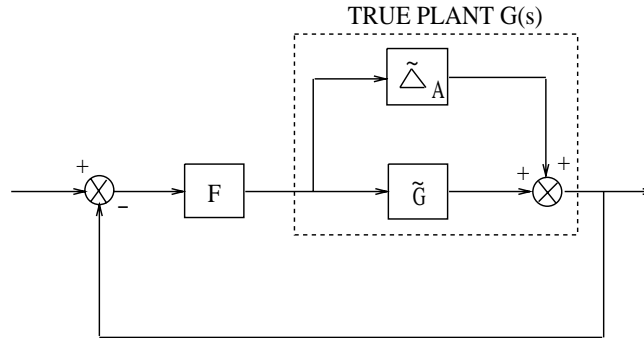 TRUE PLANT G(s)
~
△ A
+
F
+
+
~
G
−